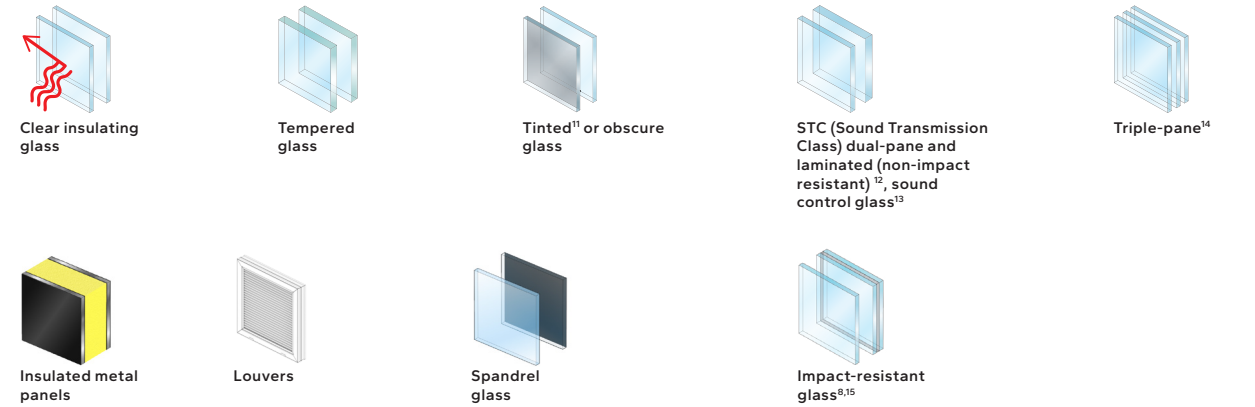 Clear insulating
glass
Tempered
glass
Tinted¹¹ or obscure
glass
STC (Sound Transmission
Class) dual-pane and
laminated (non-impact
resistant) ¹², sound
control glass¹³
Triple-pane¹⁴
Insulated metal
panels
Louvers
Spandrel
glass
Impact-resistant
glass⁸,¹⁵